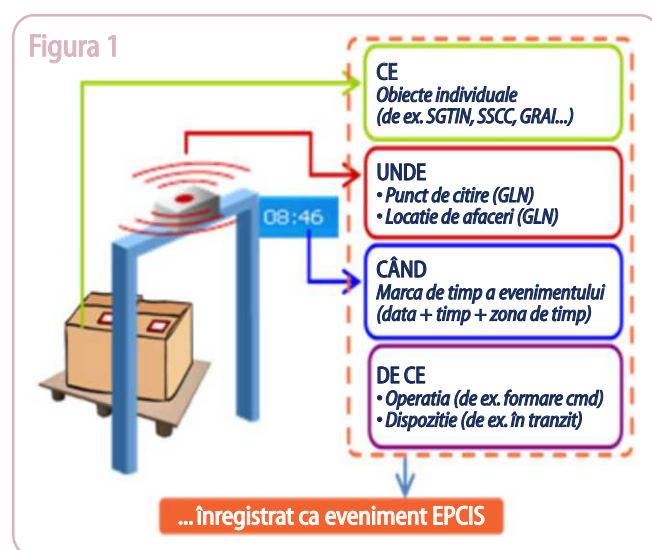 Figura 1
CE
Obiecte individuale
(de ex. SGTIN, SSCC, GRAI...)
UNDE
• Punct de citire (GLN)
• Locatie de afaceri (GLN)
08:46
CÂND
Marca de timp a evenimentului
(data + timp + zona de timp)
DE CE
• Operatia (de ex. formare cmd)
• Dispozitie (de ex. în tranzit)
... înregistrat ca eveniment EPCIS